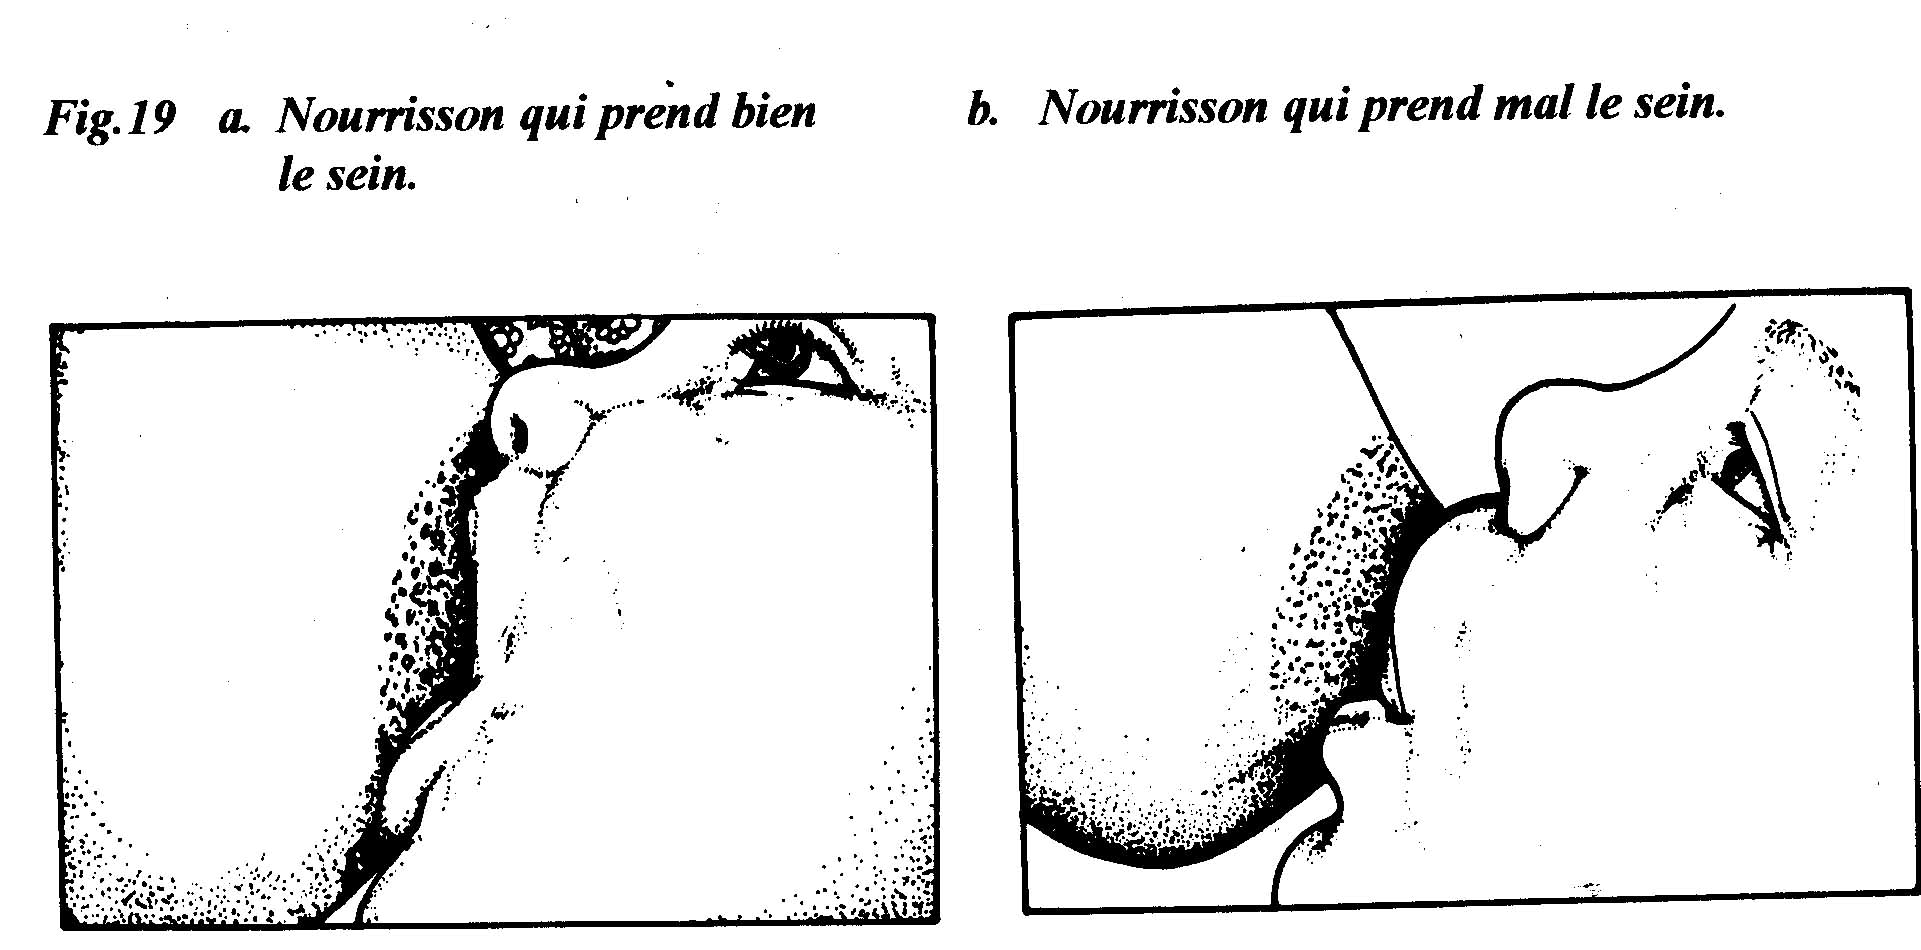 Fig.19 a. Nourrisson qui prend bien
le sein.
b. Nourrisson qui prend mal le sein.